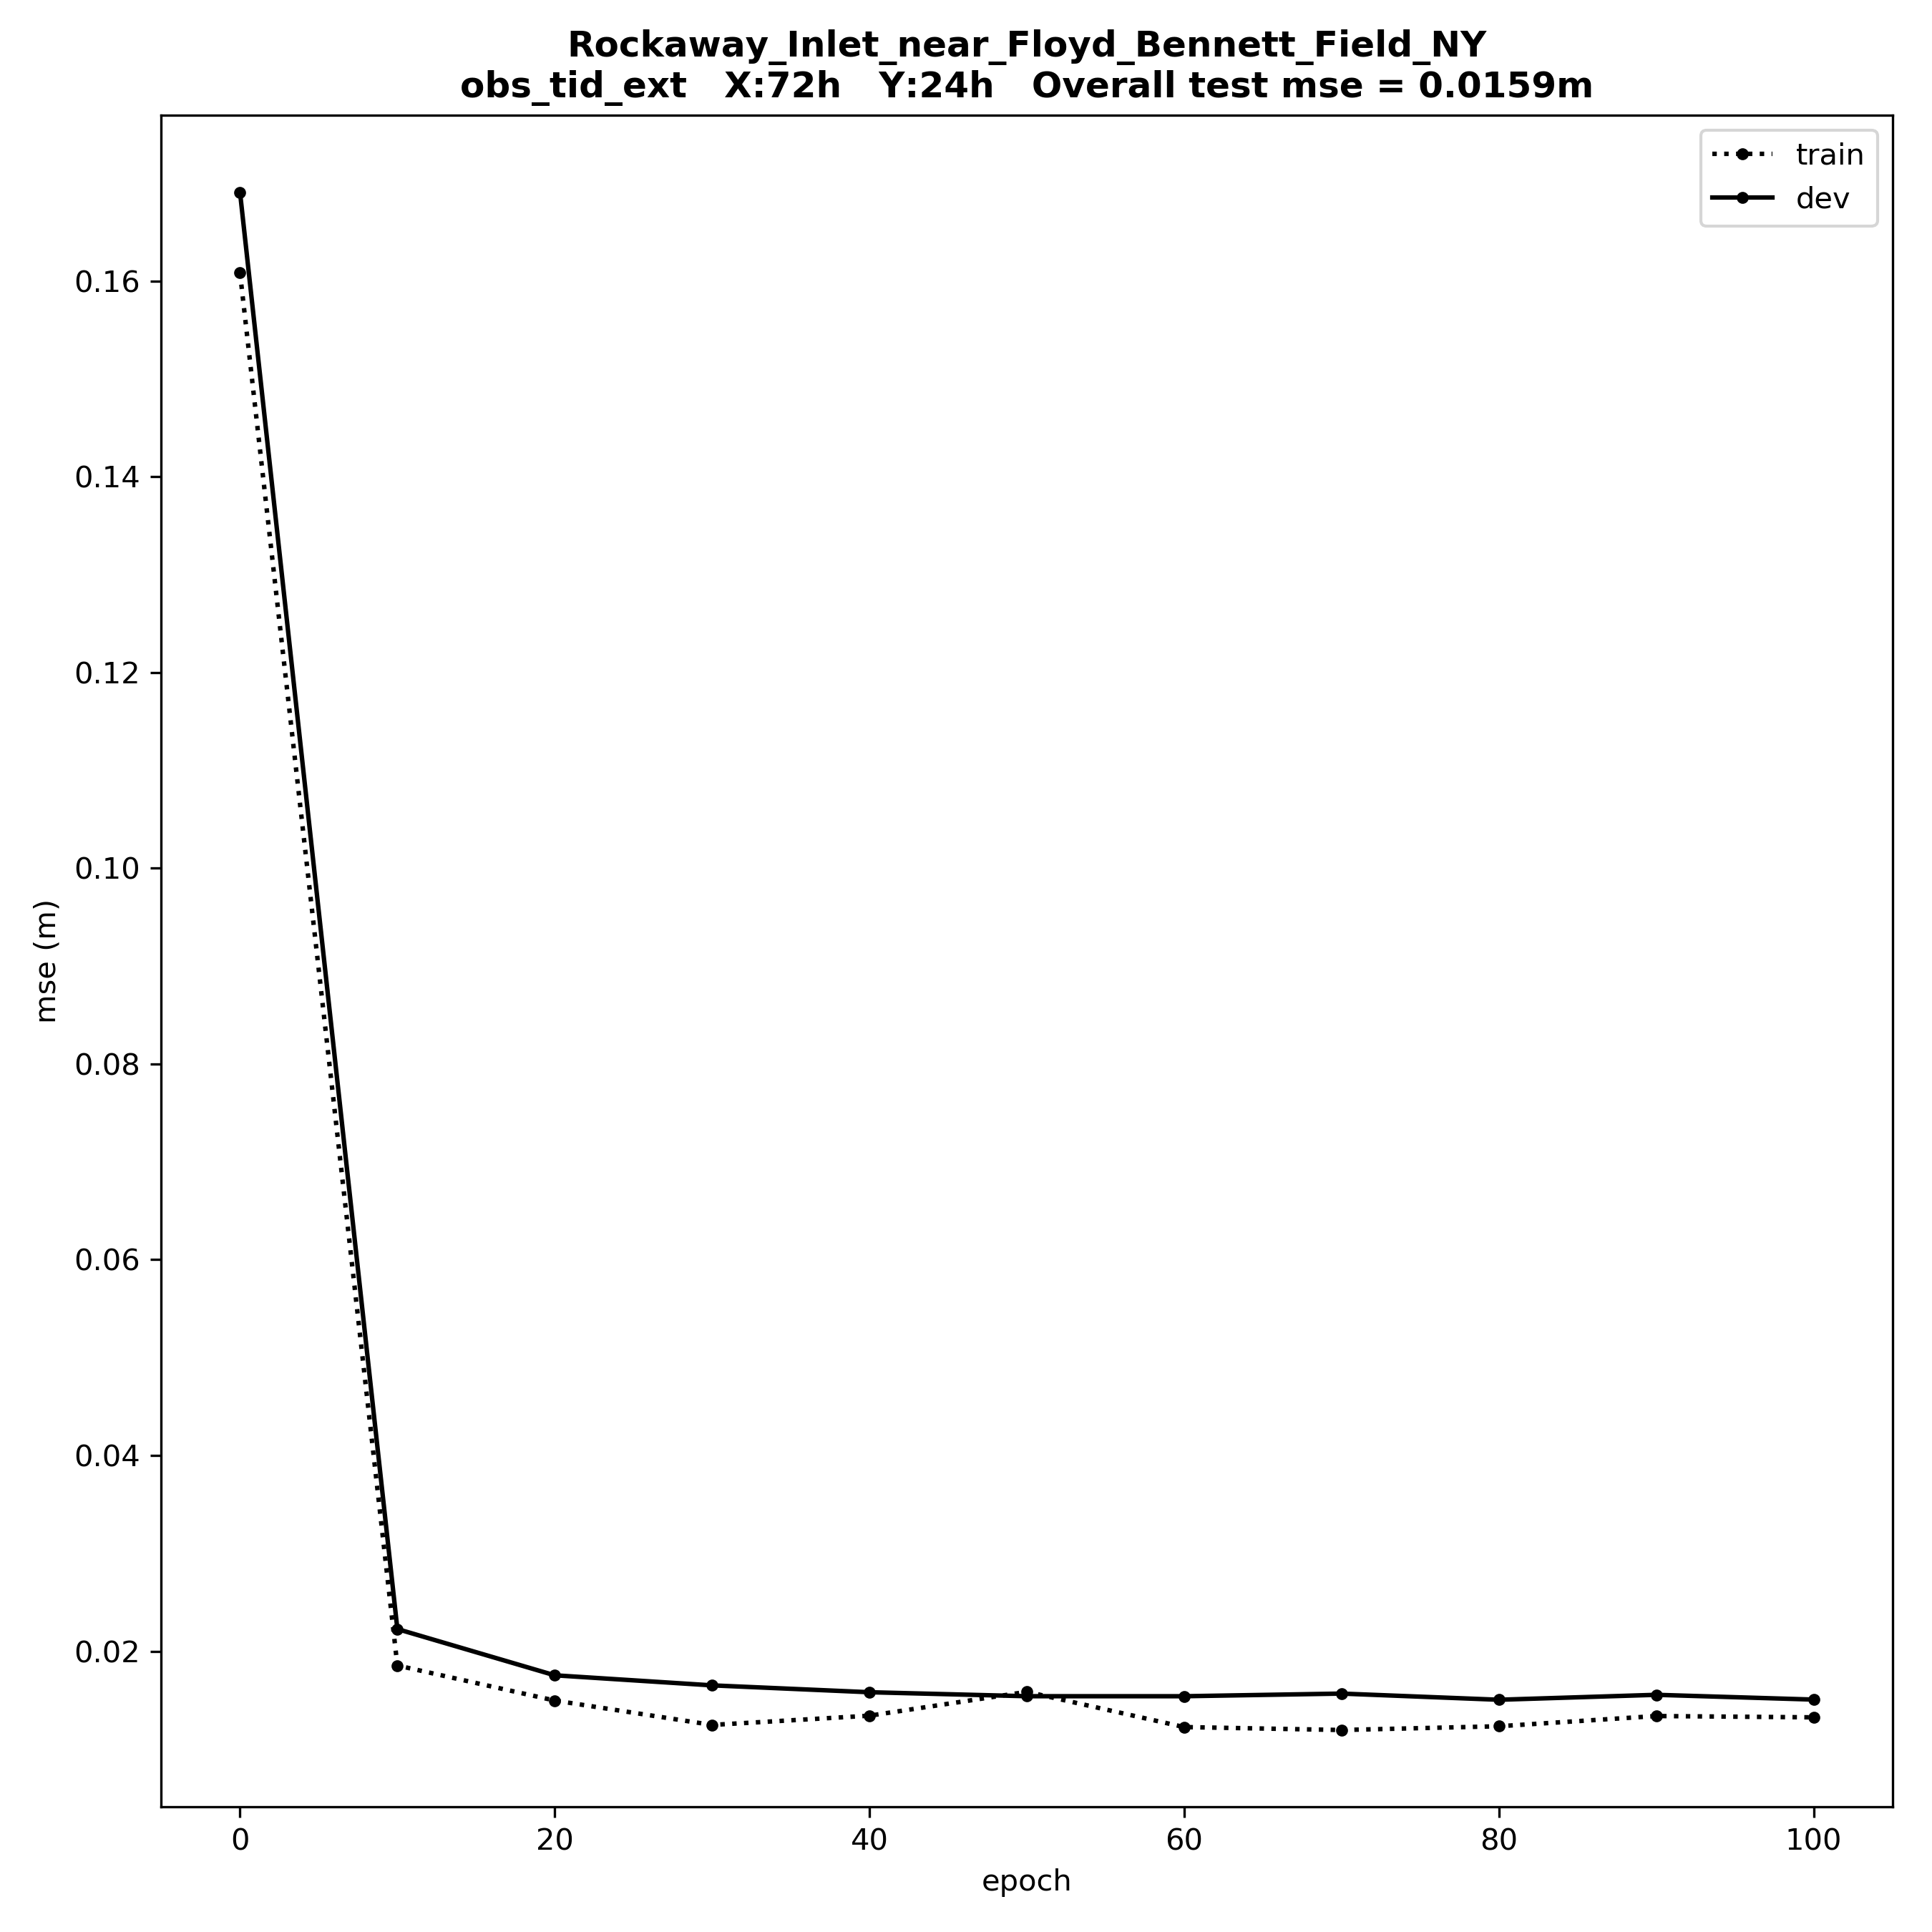 Rockaway_Inlet_near_Floyd_Bennett_Field_NY
obs_tid_ext X:72h Y:24h Overall test mse = 0.0159m
train
dev
0.16
0.14
0.12
0.10
0.08
0.06
0.04
0.02
mse (m)
0 20 40 60 80 100
epoch